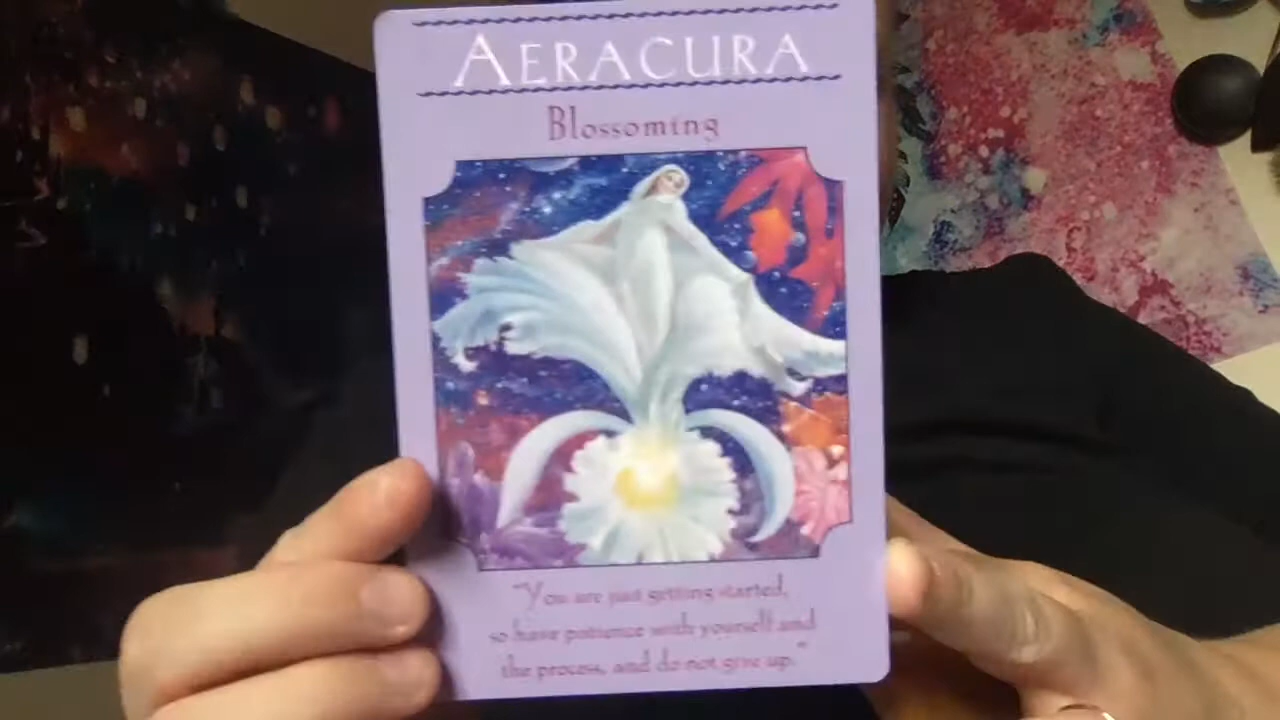 AERACURA
Blossoming
"You are just getting started,
so have patience with yourself and
the process, and do not give up."